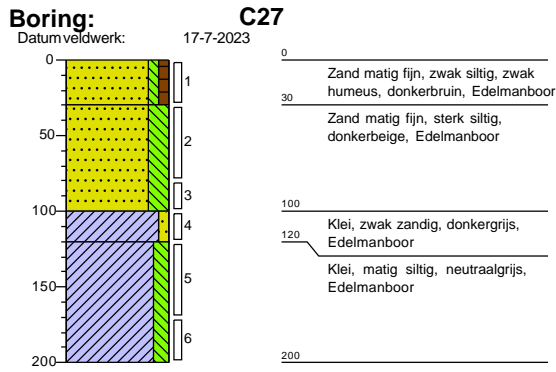 Boring: C27
Datum veldwerk: 17-7-2023
0
50
100
150
200
1
2
3
4
5
6
0
Zand matig fijn, zwak siltig, zwak
humeus, donkerbruin, Edelmanboor
30
Zand matig fijn, sterk siltig,
donkerbeige, Edelmanboor
100
Klei, zwak zandig, donkergrijs,
Edelmanboor
120
Klei, matig siltig, neutraalgrijs,
Edelmanboor
200